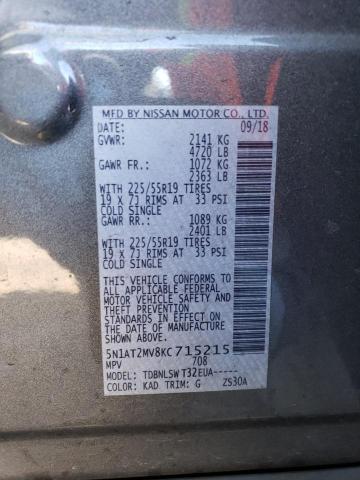 MFD BY NISSAN MOTOR CO., LTD.
DATE: 09/18
GVWR: 2141 KG
4720 LB
GAWR FR.: 1072 KG
2363 LB
WITH 225/55R19 TIRES
19 X 7J RIMS AT 33 PSI
COLD SINGLE
GAWR RR.: 1089 KG
2401 LB
WITH 225/55R19 TIRES
19 X 7J RIMS AT 33 PSI
COLD SINGLE
THIS VEHICLE CONFORMS TO
ALL APPLICABLE FEDERAL
MOTOR VEHICLE SAFETY AND
THEFT PREVENTION
STANDARDS IN EFFECT ON
THE DATE OF MANUFACTURE
SHOWN ABOVE.
5N1AT2MV8KC715215
MPV 708
MODEL: TDBNLSW T32EUA-----
COLOR: KAD TRIM: G ZS30A